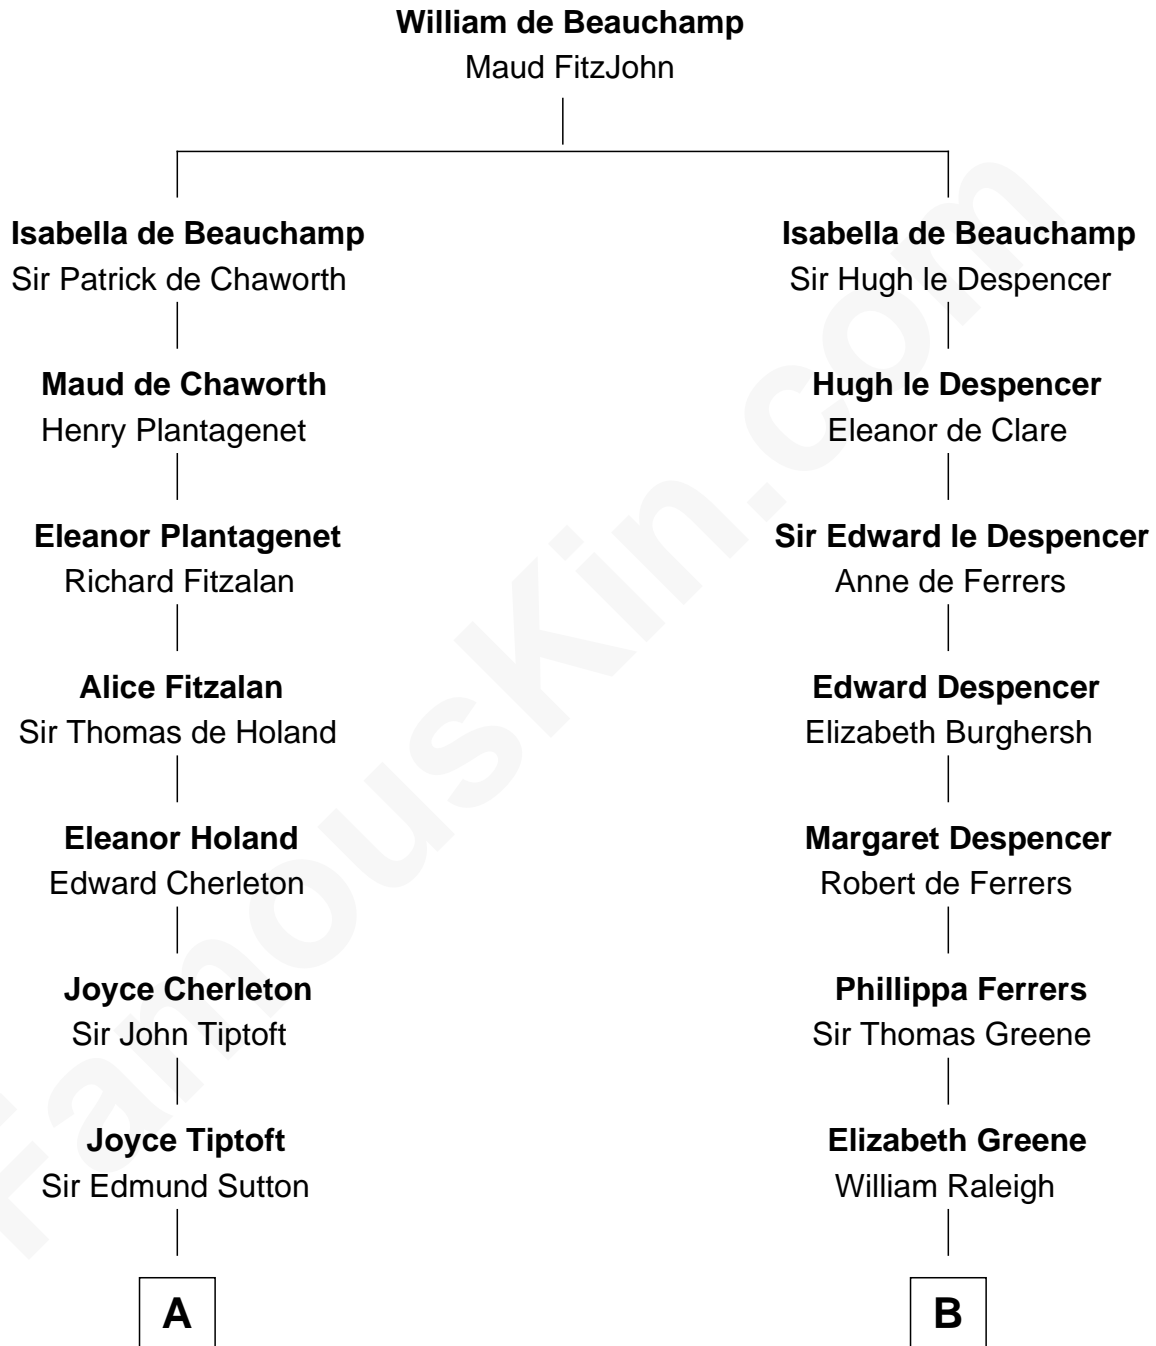 William de Beauchamp
Maud FitzJohn
Isabella de Beauchamp
Sir Patrick de Chaworth
Maud de Chaworth
Henry Plantagenet
Eleanor Plantagenet
Richard Fitzalan
Alice Fitzalan
Sir Thomas de Holand
Eleanor Holand
Edward Cherleton
Joyce Cherleton
Sir John Tiptoft
Joyce Tiptoft
Sir Edmund Sutton
A
Isabella de Beauchamp
Sir Hugh le Despencer
Hugh le Despencer
Eleanor de Clare
Sir Edward le Despencer
Anne de Ferrers
Edward Despencer
Elizabeth Burghersh
Margaret Despencer
Robert de Ferrers
Phillippa Ferrers
Sir Thomas Greene
Elizabeth Greene
William Raleigh
B
FamousKin.com